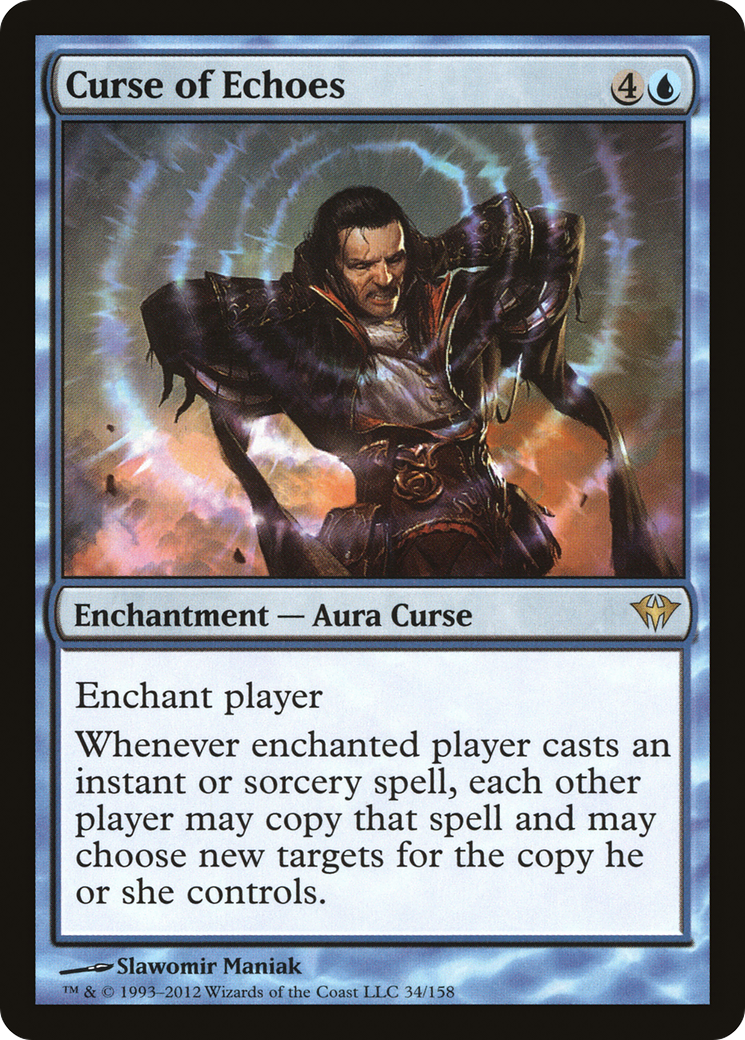 Curse of Echoes
4
Enchantment — Aura Curse
Enchant player
Whenever enchanted player casts an
instant or sorcery spell, each other
player may copy that spell and may
choose new targets for the copy he
or she controls.
Slawomir Maniak
™ & © 1993–2012 Wizards of the Coast LLC 34/158